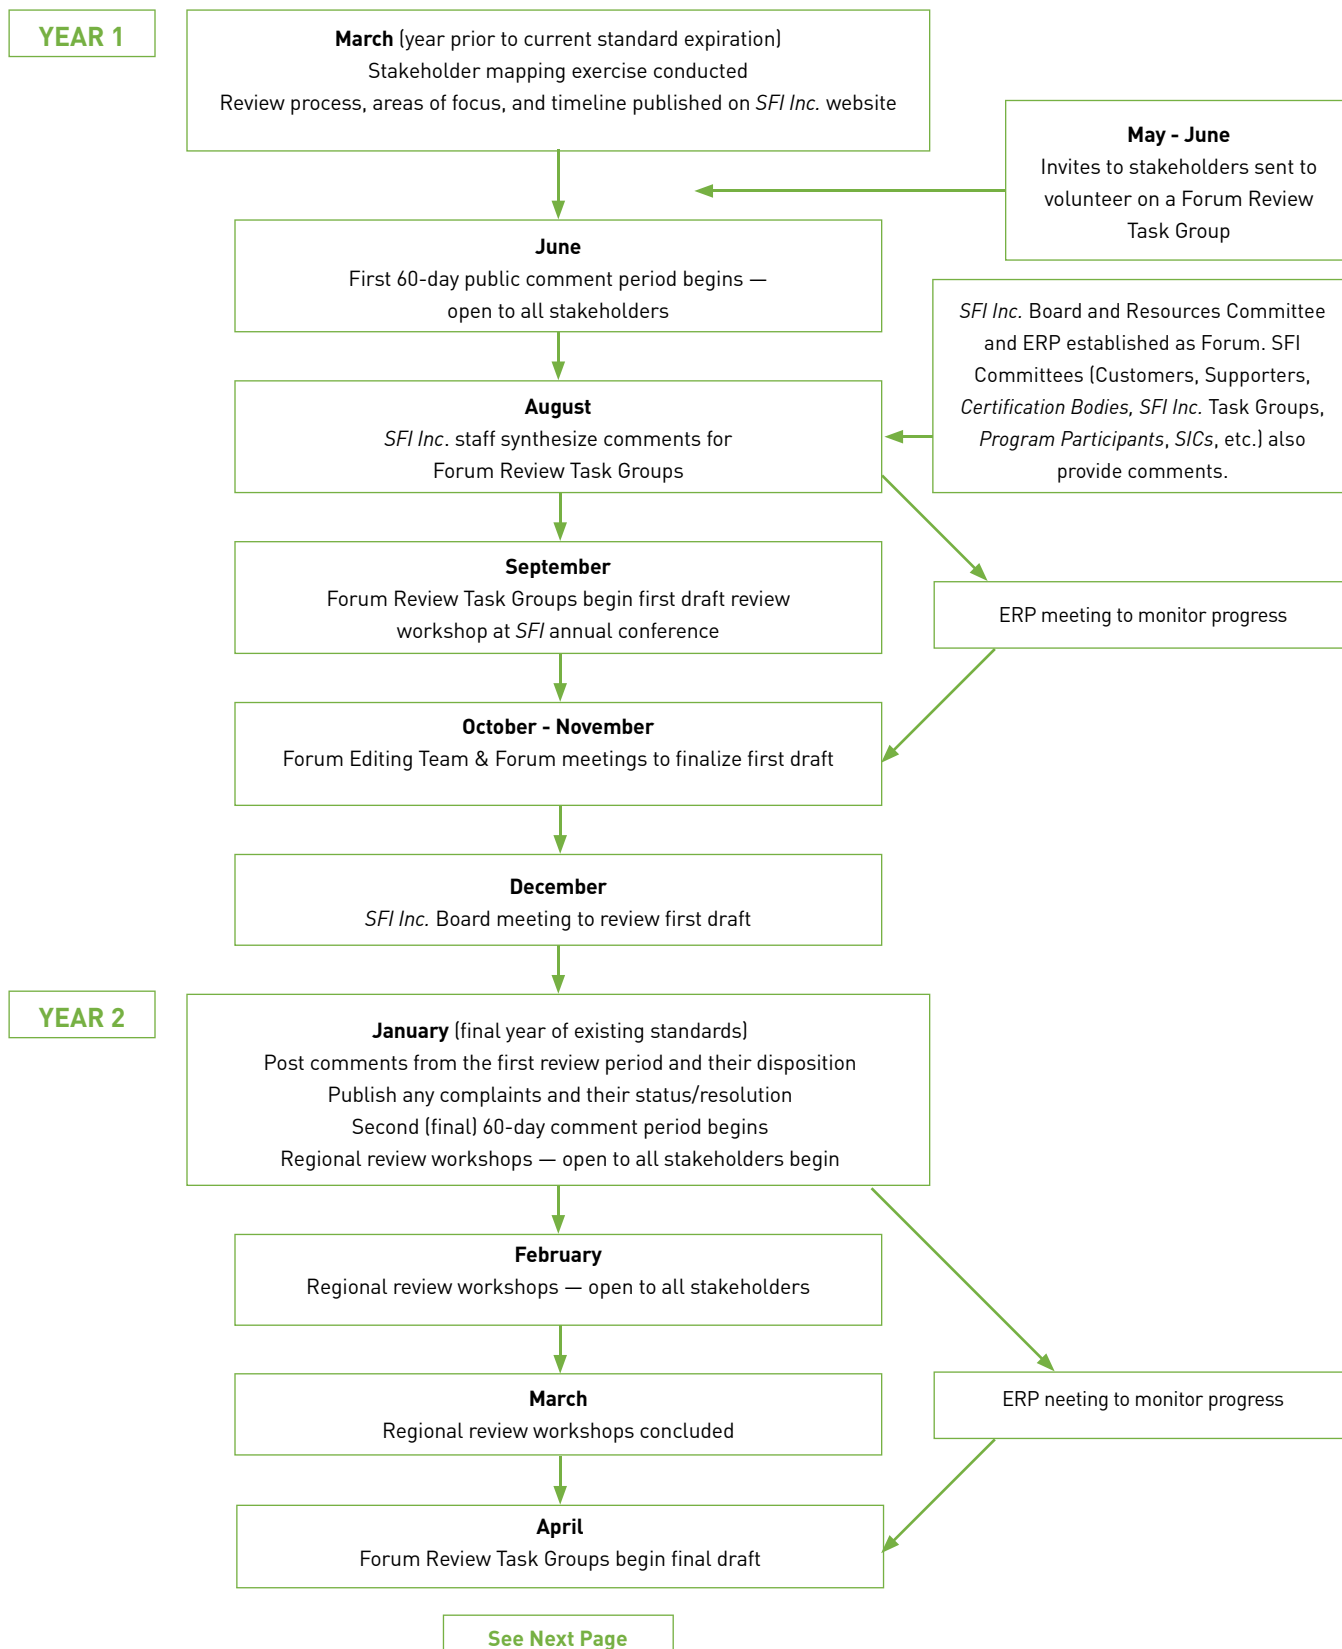 YEAR 1
March (year prior to current standard expiration)
Stakeholder mapping exercise conducted
Review process, areas of focus, and timeline published on SFI Inc. website
May - June
Invites to stakeholders sent to
volunteer on a Forum Review
Task Group
June
First 60-day public comment period begins —
open to all stakeholders
SFI Inc. Board and Resources Committee
and ERP established as Forum. SFI
Committees (Customers, Supporters,
Certification Bodies, SFI Inc. Task Groups,
Program Participants, SICs, etc.) also
provide comments.
August
SFI Inc. staff synthesize comments for
Forum Review Task Groups
September
Forum Review Task Groups begin first draft review
workshop at SFI annual conference
ERP meeting to monitor progress
October - November
Forum Editing Team & Forum meetings to finalize first draft
December
SFI Inc. Board meeting to review first draft
YEAR 2
January (final year of existing standards)
Post comments from the first review period and their disposition
Publish any complaints and their status/resolution
Second (final) 60-day comment period begins
Regional review workshops — open to all stakeholders begin
February
Regional review workshops — open to all stakeholders
March
Regional review workshops concluded
ERP neeting to monitor progress
April
Forum Review Task Groups begin final draft
See Next Page